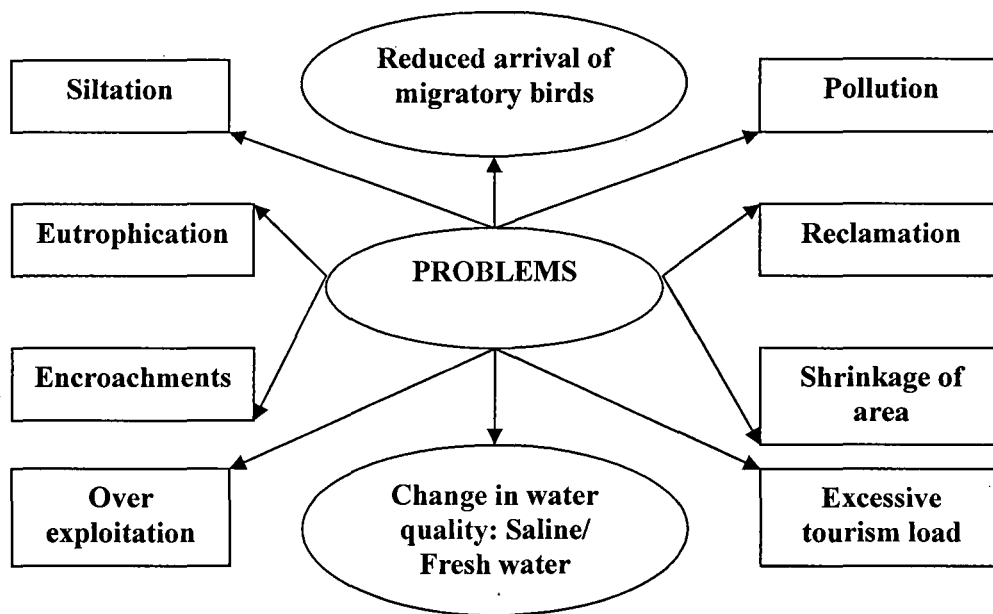 Reduced arrival of
migratory birds
Siltation
Pollution
Eutrophication
Reclamation
PROBLEMS
Encroachments
Shrinkage of
area
Over
exploitation
Change in water
quality: Saline/
Fresh water
Excessive
tourism load